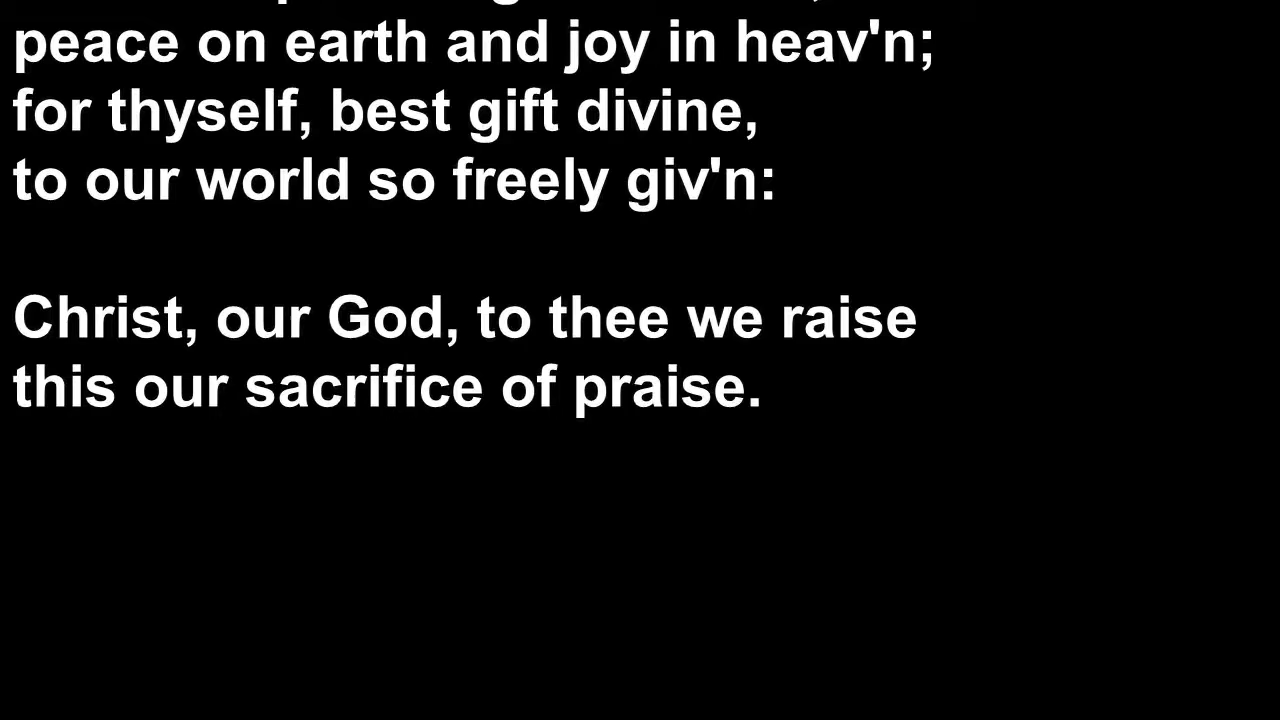 peace on earth and joy in heav'n;
for thyself, best gift divine,
to our world so freely giv'n:
Christ, our God, to thee we raise
this our sacrifice of praise.